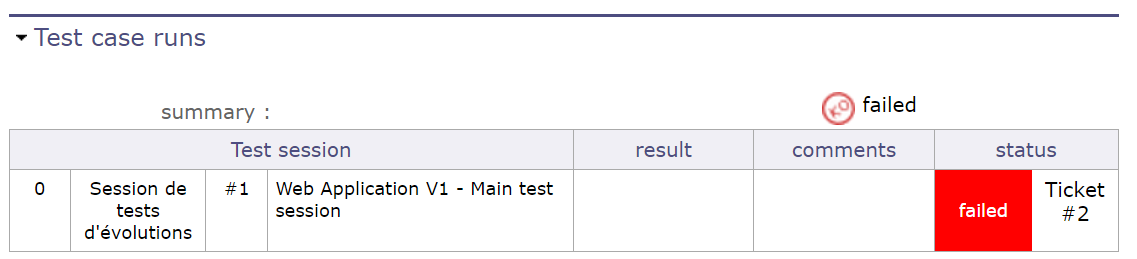 Test case runs
summary :
KO
failed
Test session
result
comments
status
0
Session de
tests
d'évolutions
#1
Web Application V1 - Main test
session
failed
Ticket
#2